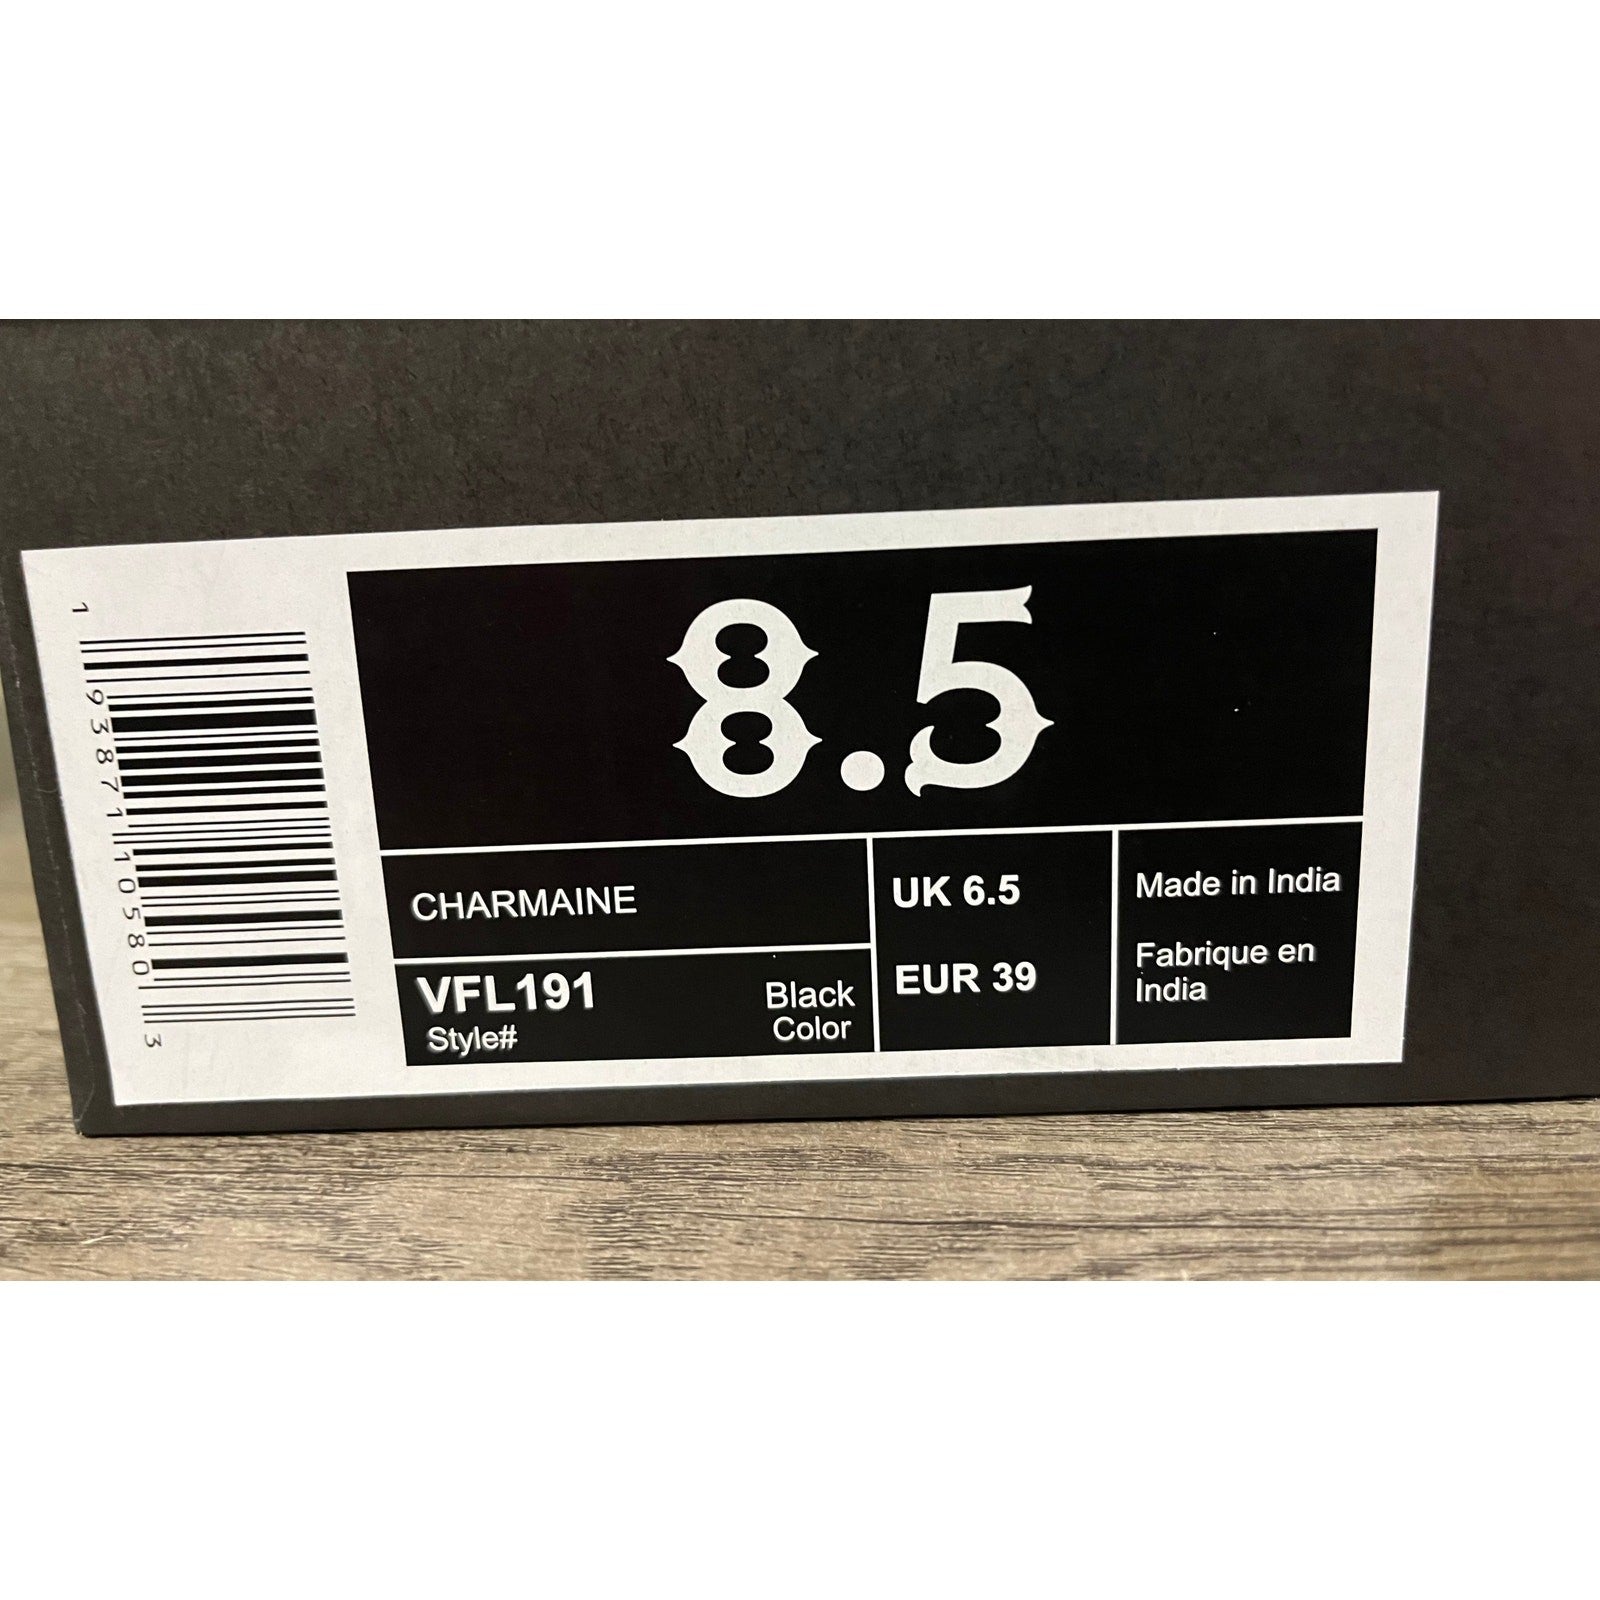 8.5
CHARMAINE
VFL191
Style#
Black
Color
UK 6.5
EUR 39
Made in India
Fabrique en
India
1 93871 10580 3